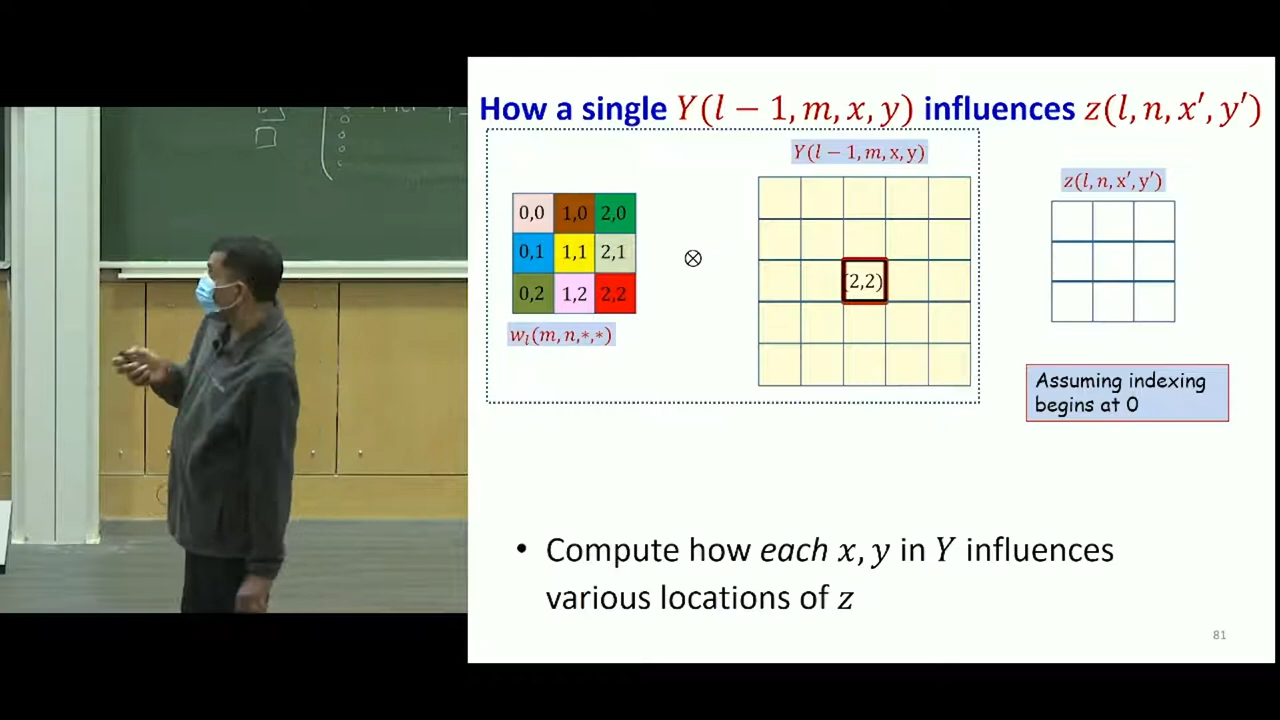 How a single Y(l − 1, m, x, y) influences z(l, n, x′, y′)
Y(l − 1, m, x, y)
z(l, n, x′, y′)
0,0 1,0 2,0
0,1 1,1 2,1
0,2 1,2 2,2
⊗
(2,2)
w_l(m, n,∗,∗)
Assuming indexing
begins at 0
• Compute how each x, y in Y influences
various locations of z
81